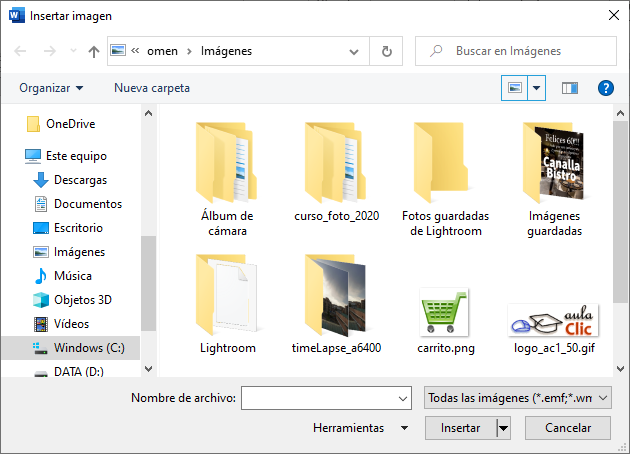 Insertar imagen
« omen > Imágenes
Buscar en Imágenes
Organizar
Nueva carpeta
OneDrive
Este equipo
Descargas
Documentos
Escritorio
Imágenes
Música
Objetos 3D
Vídeos
Windows (C:)
DATA (D:)
Álbum de
cámara
curso_foto_2020
Fotos guardadas
de Lightroom
Felices 60!!!
Canalla
Bistro
Imágenes
guardadas
Lightroom
timeLapse_a6400
carrito.png
aula
Clic
logo_ac1_50.gif
Nombre de archivo:
Todas las imágenes (*.emf;*.wm
Herramientas
Insertar
Cancelar